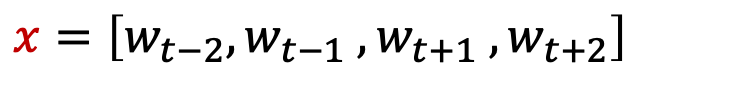 x = [w_{t−2}, w_{t−1} , w_{t+1} , w_{t+2}]